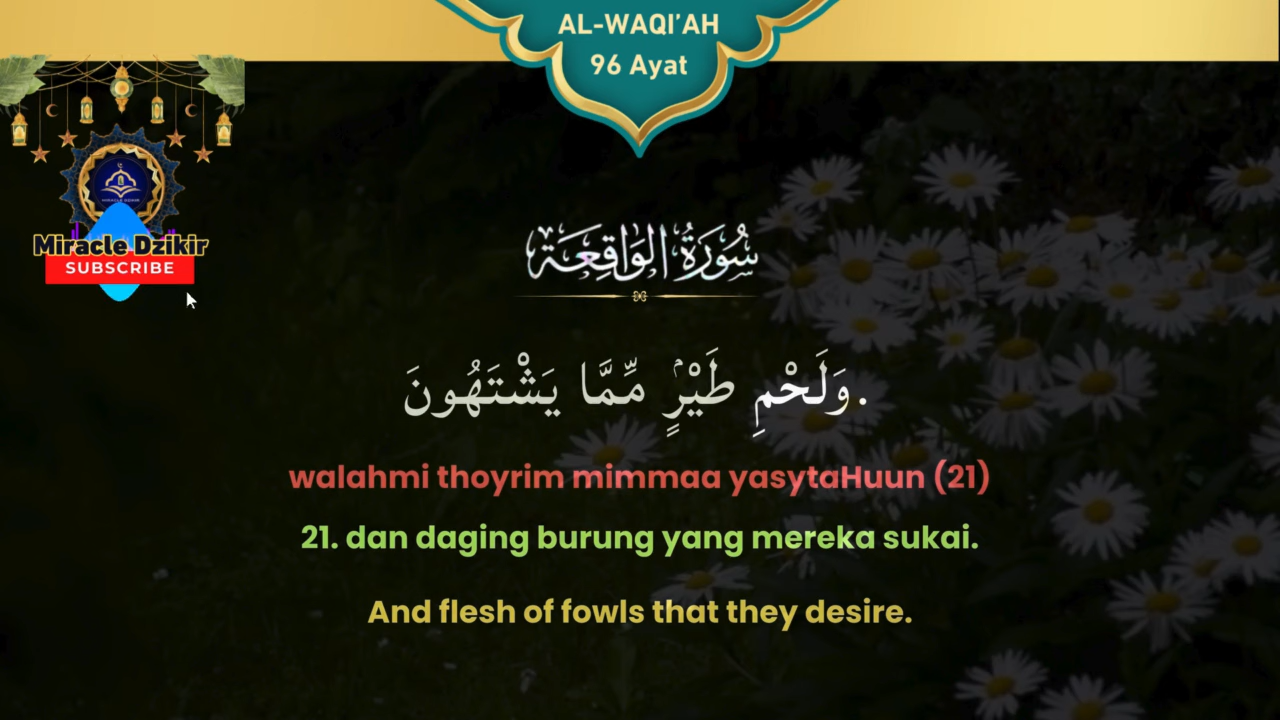 AL-WAQI'AH
96 Ayat
Miracle Dzikir
SUBSCRIBE
سُورَةُ الوَاقِعَة
وَلَحْمِ طَيْرٍۢ مِّمَّا يَشْتَهُونَ.
walahmi thoyrim mimmaa yasytaHuun (21)
21. dan daging burung yang mereka sukai.
And flesh of fowls that they desire.